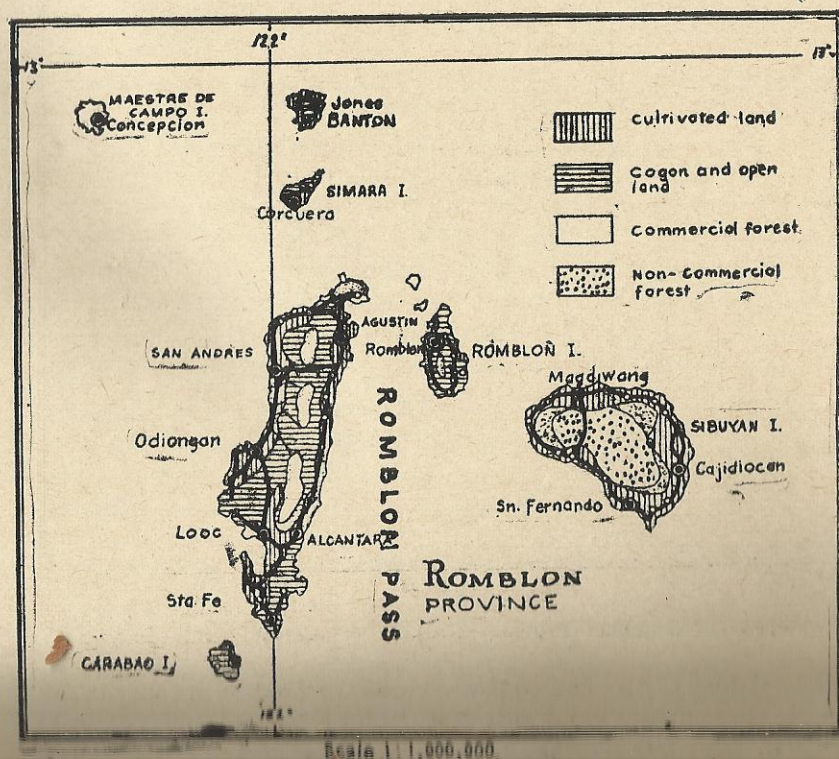 122°
13°
13°
MAESTRE DE
CAMPO I.
Concepcion
Jones
BANTON
SIMARA I.
Corcuera
Cultivated land
Cogon and open
land
Commercial forest
Non-Commercial
forest
AGUSTIN
SAN ANDRES
Romblon
ROMBLON I.
Magdiwang
SIBUYAN I.
Odiongan
Cajidiocan
Sn. Fernando
ROMBLON PASS
Looc
ALCANTARA
ROMBLON
PROVINCE
Sta. Fe
CARABAO I.
122°
Scale 1:1,000,000